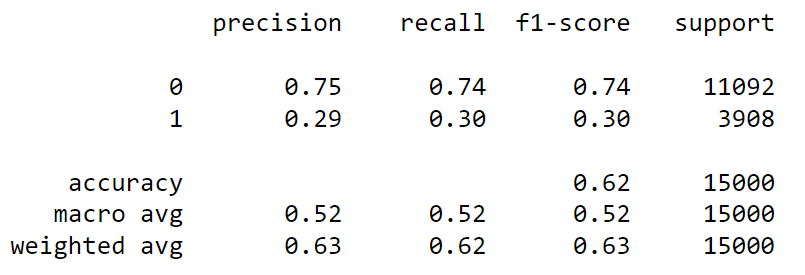 precision recall f1-score support
0 0.75 0.74 0.74 11092
1 0.29 0.30 0.30 3908
accuracy 0.62 15000
macro avg 0.52 0.52 0.52 15000
weighted avg 0.63 0.62 0.63 15000